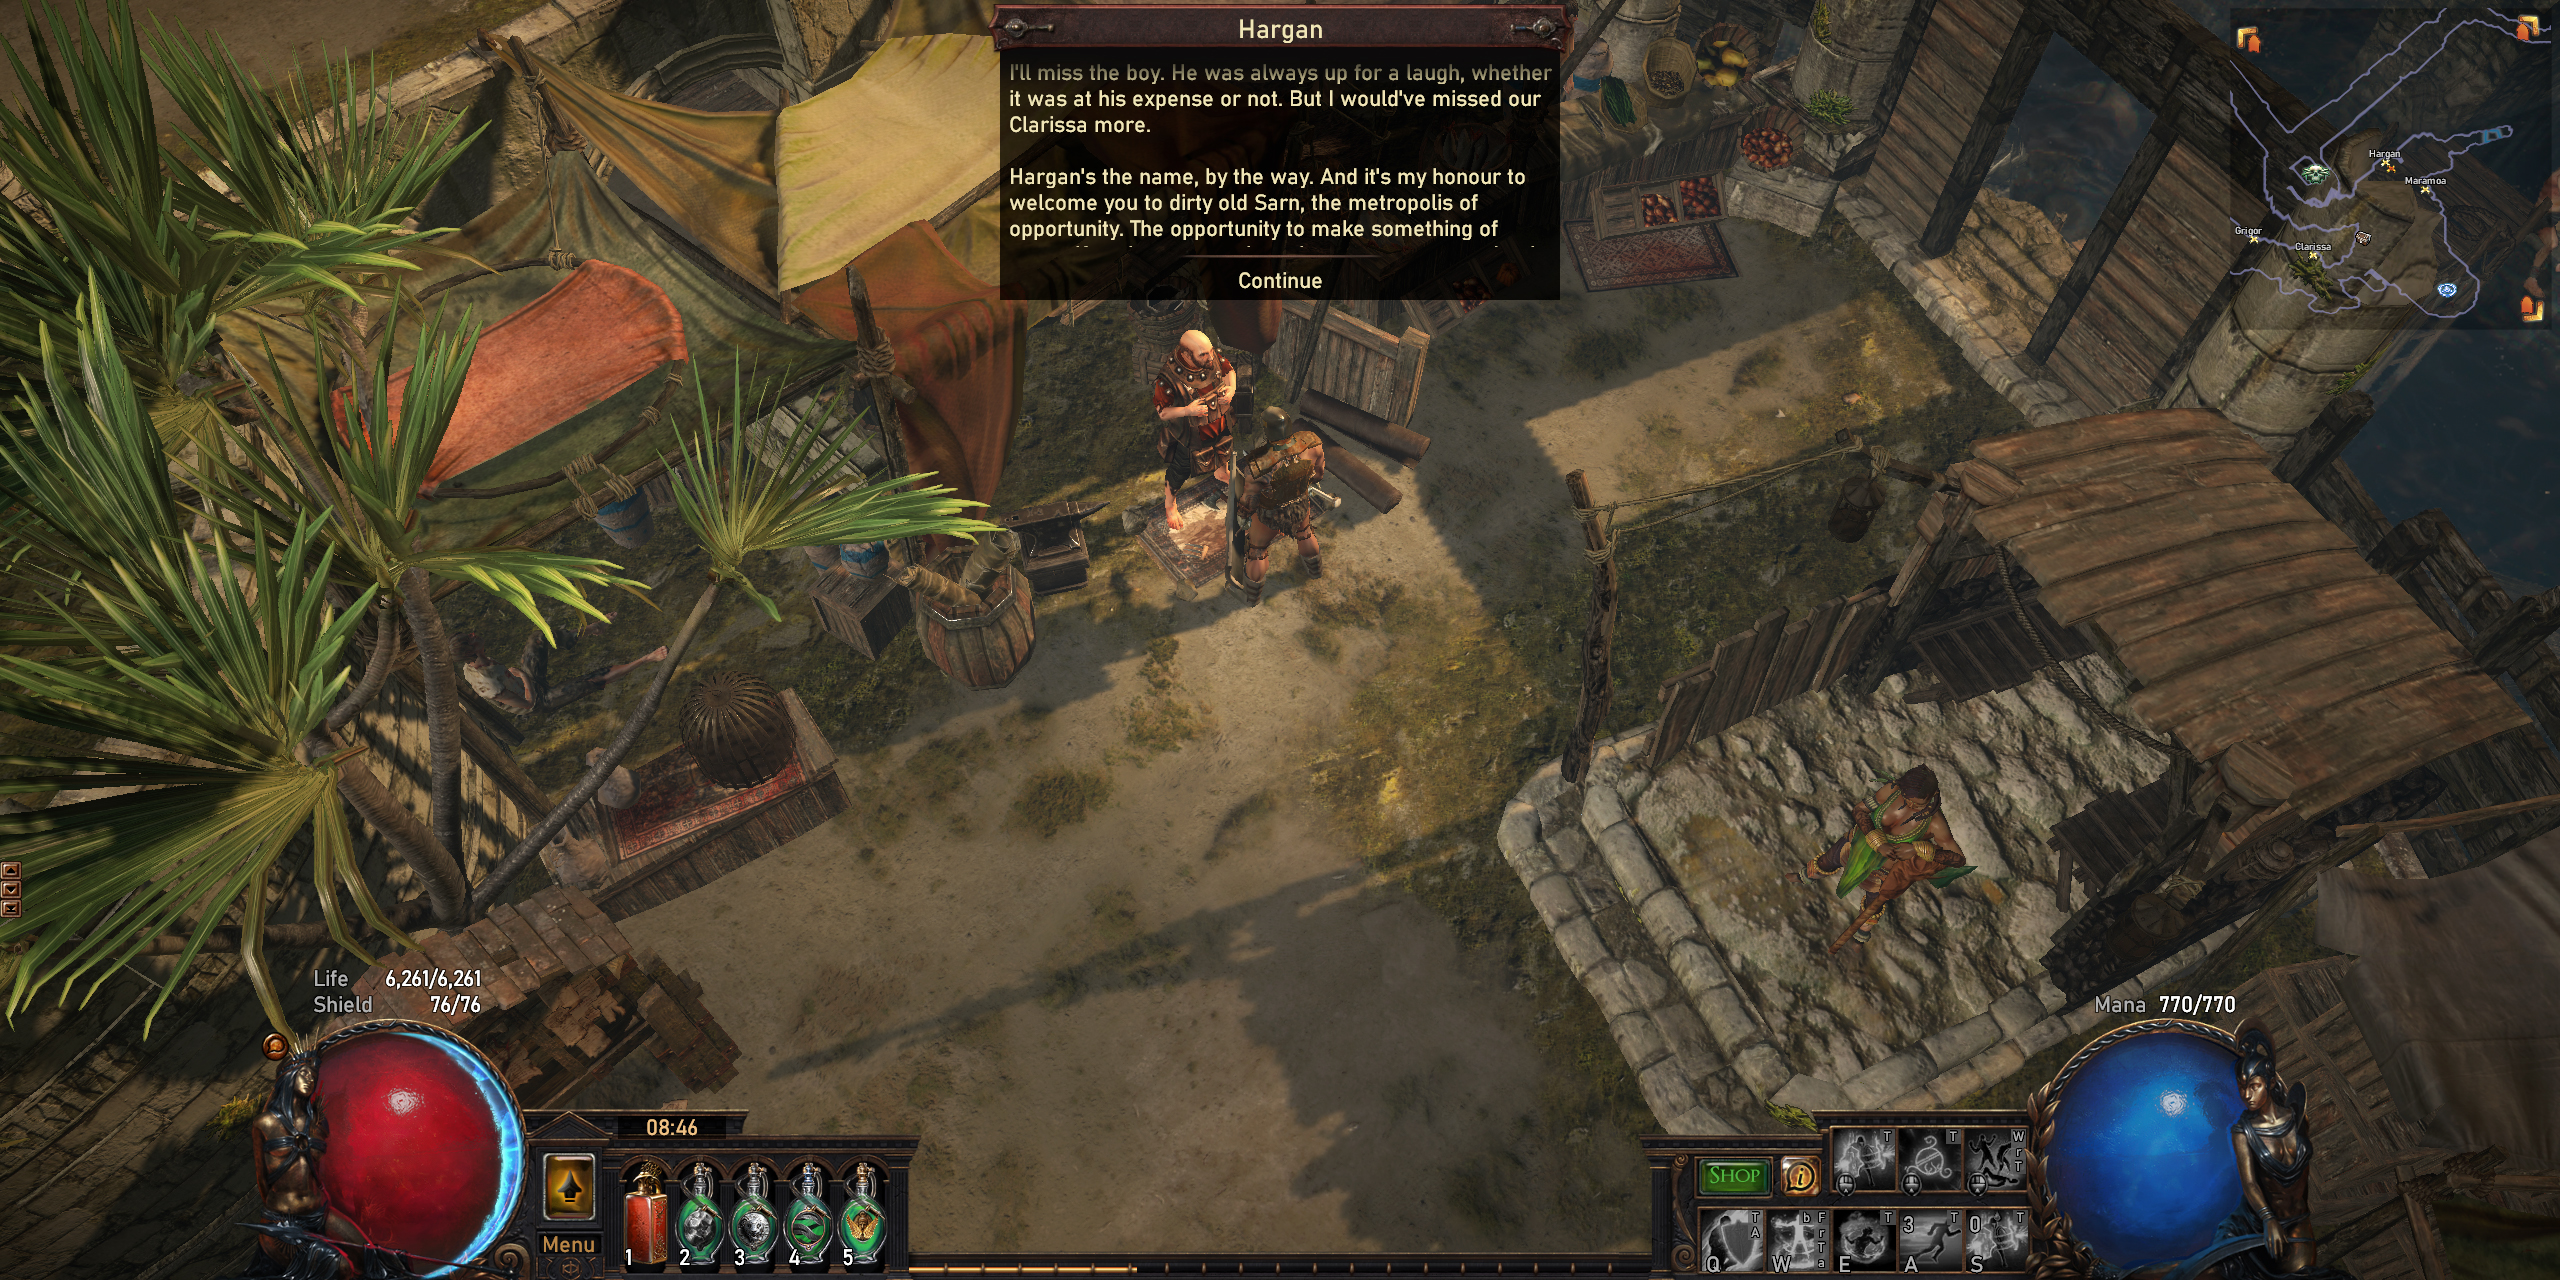 Hargan
I'll miss the boy. He was always up for a laugh, whether
it was at his expense or not. But I would've missed our
Clarissa more.
Hargan's the name, by the way. And it's my honour to
welcome you to dirty old Sarn, the metropolis of
opportunity. The opportunity to make something of
Continue
Hargan
Maramoa
Grigor
Clarissa
Life 6,261/6,261
Shield 76/76
Mana 770/770
08:46
Menu
1 2 3 4 5
SHOP
T T W
r
T
T b F T 3 T 0 T
A r
T
Q W a E A S